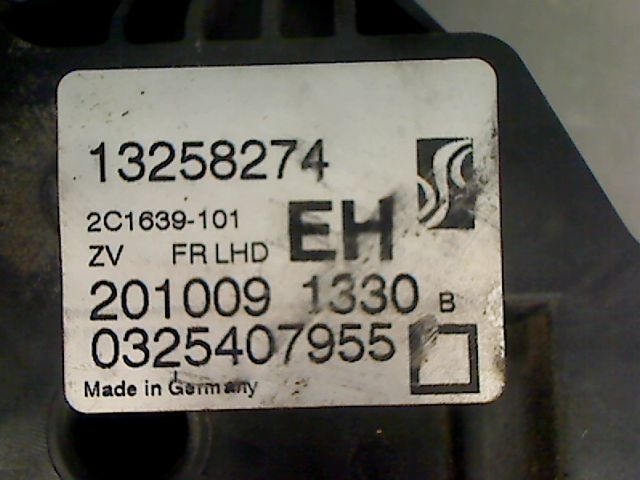 13258274
2C1639-101
EH
ZV FR LHD
201009 1330 B
0325407955
Made in Germany